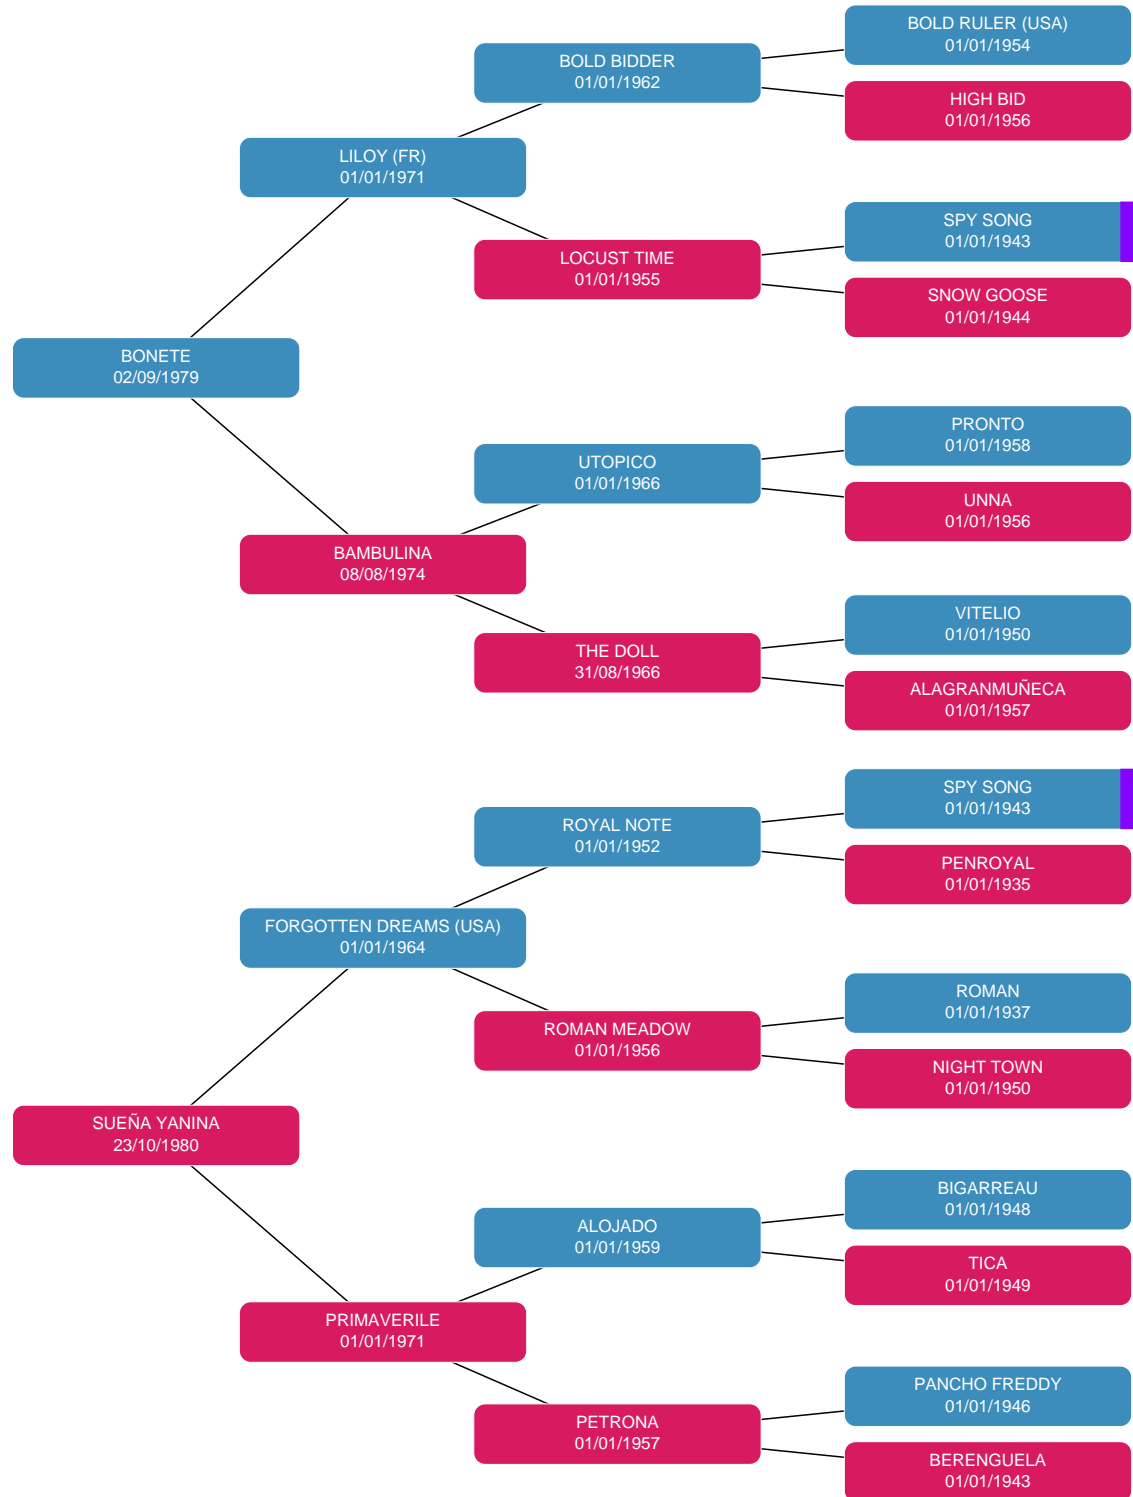 BOLD RULER (USA)
01/01/1954
BOLD BIDDER
01/01/1962
HIGH BID
01/01/1956
LILOY (FR)
01/01/1971
SPY SONG
01/01/1943
LOCUST TIME
01/01/1955
SNOW GOOSE
01/01/1944
BONETE
02/09/1979
PRONTO
01/01/1958
UTOPICO
01/01/1966
UNNA
01/01/1956
BAMBULINA
08/08/1974
VITELIO
01/01/1950
THE DOLL
31/08/1966
ALAGRANMUÑECA
01/01/1957
SPY SONG
01/01/1943
ROYAL NOTE
01/01/1952
PENROYAL
01/01/1935
FORGOTTEN DREAMS (USA)
01/01/1964
ROMAN
01/01/1937
ROMAN MEADOW
01/01/1956
NIGHT TOWN
01/01/1950
SUEÑA YANINA
23/10/1980
BIGARREAU
01/01/1948
ALOJADO
01/01/1959
TICA
01/01/1949
PRIMAVERILE
01/01/1971
PANCHO FREDDY
01/01/1946
PETRONA
01/01/1957
BERENGUELA
01/01/1943